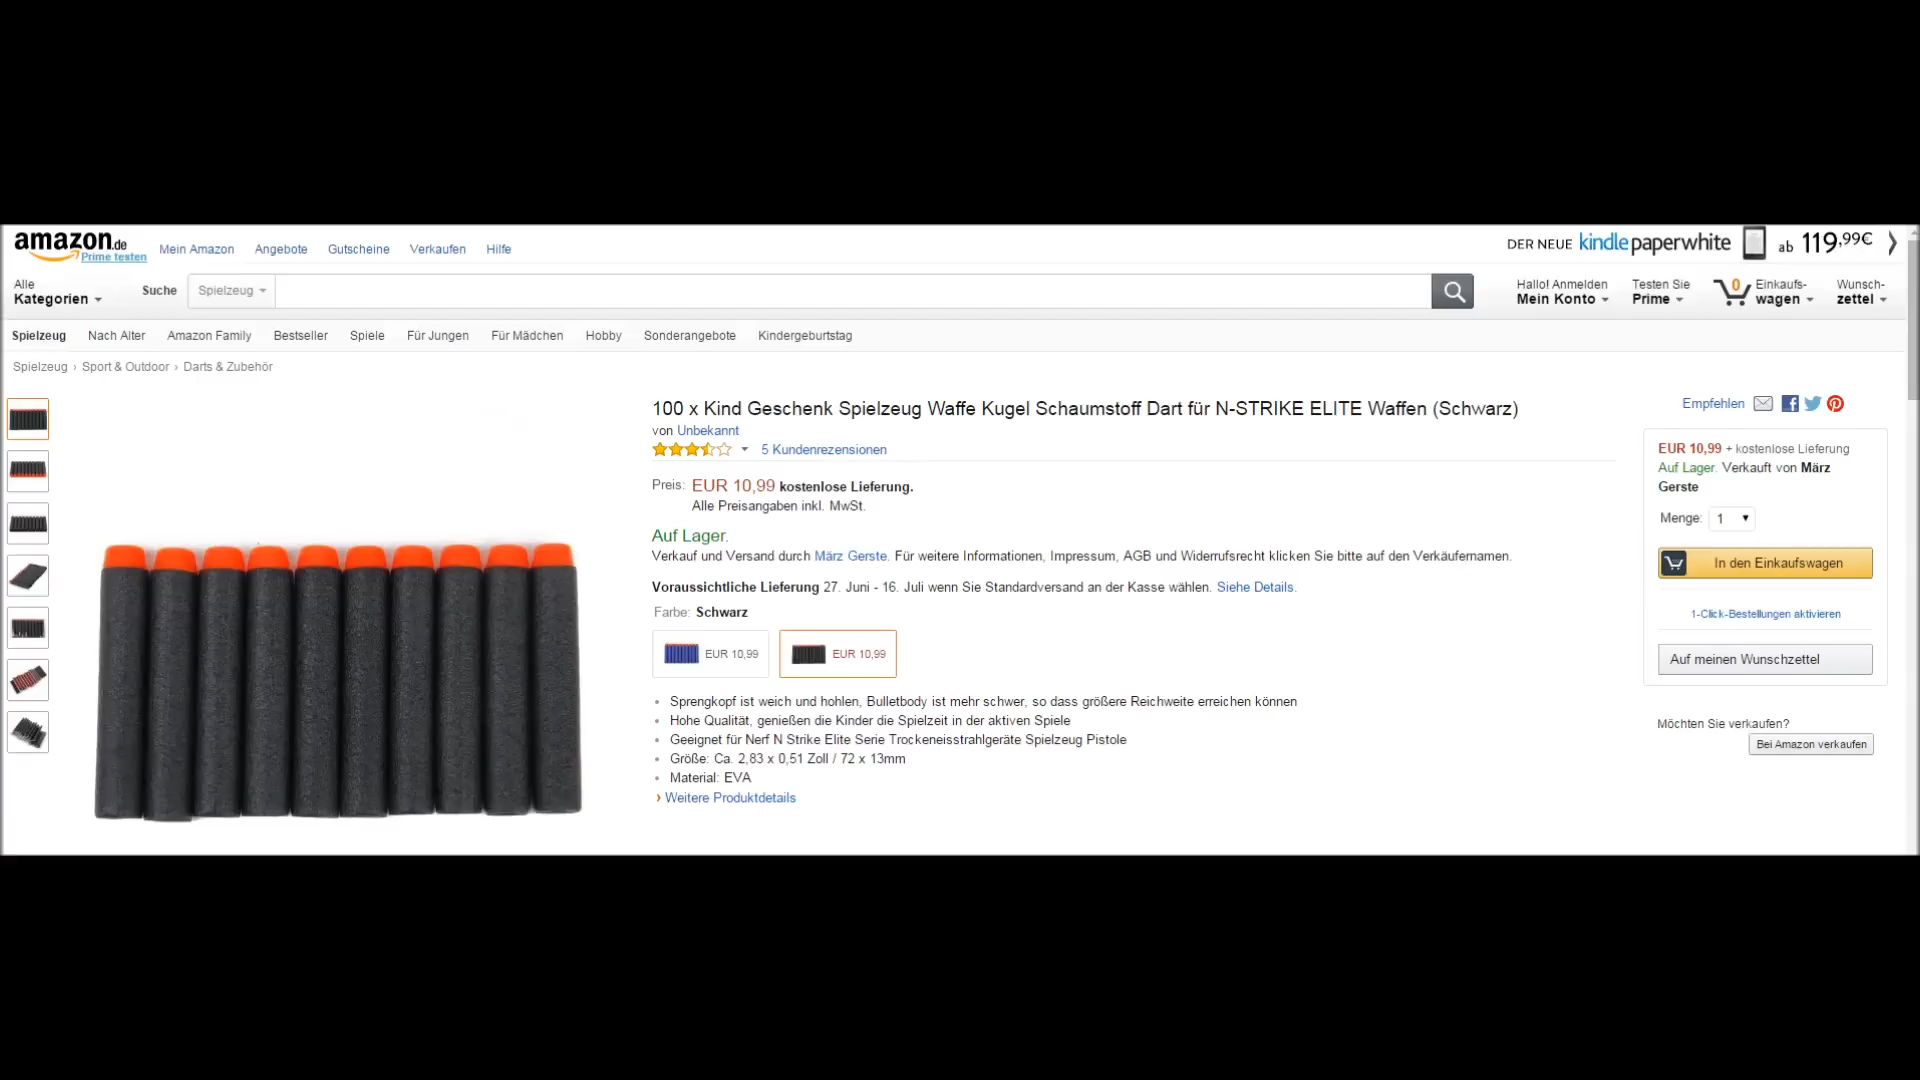 amazon.de
Prime testen
Mein Amazon Angebote Gutscheine Verkaufen Hilfe
DER NEUE kindle paperwhite ab 119,99€
Alle
Kategorien
Suche Spielzeug
Hallo! Anmelden
Mein Konto
Testen Sie
Prime
0
Einkaufs-
wagen
Wunsch-
zettel
Spielzeug Nach Alter Amazon Family Bestseller Spiele Für Jungen Für Mädchen Hobby Sonderangebote Kindergeburtstag
Spielzeug › Sport & Outdoor › Darts & Zubehör
100 x Kind Geschenk Spielzeug Waffe Kugel Schaumstoff Dart für N-STRIKE ELITE Waffen (Schwarz)
von Unbekannt
5 Kundenrezensionen
Preis: EUR 10,99 kostenlose Lieferung.
Alle Preisangaben inkl. MwSt.
Auf Lager.
Verkauf und Versand durch März Gerste. Für weitere Informationen, Impressum, AGB und Widerrufsrecht klicken Sie bitte auf den Verkäufernamen.
Voraussichtliche Lieferung 27. Juni - 16. Juli wenn Sie Standardversand an der Kasse wählen. Siehe Details.
Farbe: Schwarz
EUR 10,99 EUR 10,99
• Sprengkopf ist weich und hohlen, Bulletbody ist mehr schwer, so dass größere Reichweite erreichen können
• Hohe Qualität, genießen die Kinder die Spielzeit in der aktiven Spiele
• Geeignet für Nerf N Strike Elite Serie Trockeneisstrahlgeräte Spielzeug Pistole
• Größe: Ca. 2,83 x 0,51 Zoll / 72 x 13mm
• Material: EVA
› Weitere Produktdetails
Empfehlen
EUR 10,99 + kostenlose Lieferung
Auf Lager. Verkauft von März
Gerste
Menge: 1
In den Einkaufswagen
1-Click-Bestellungen aktivieren
Auf meinen Wunschzettel
Möchten Sie verkaufen?
Bei Amazon verkaufen